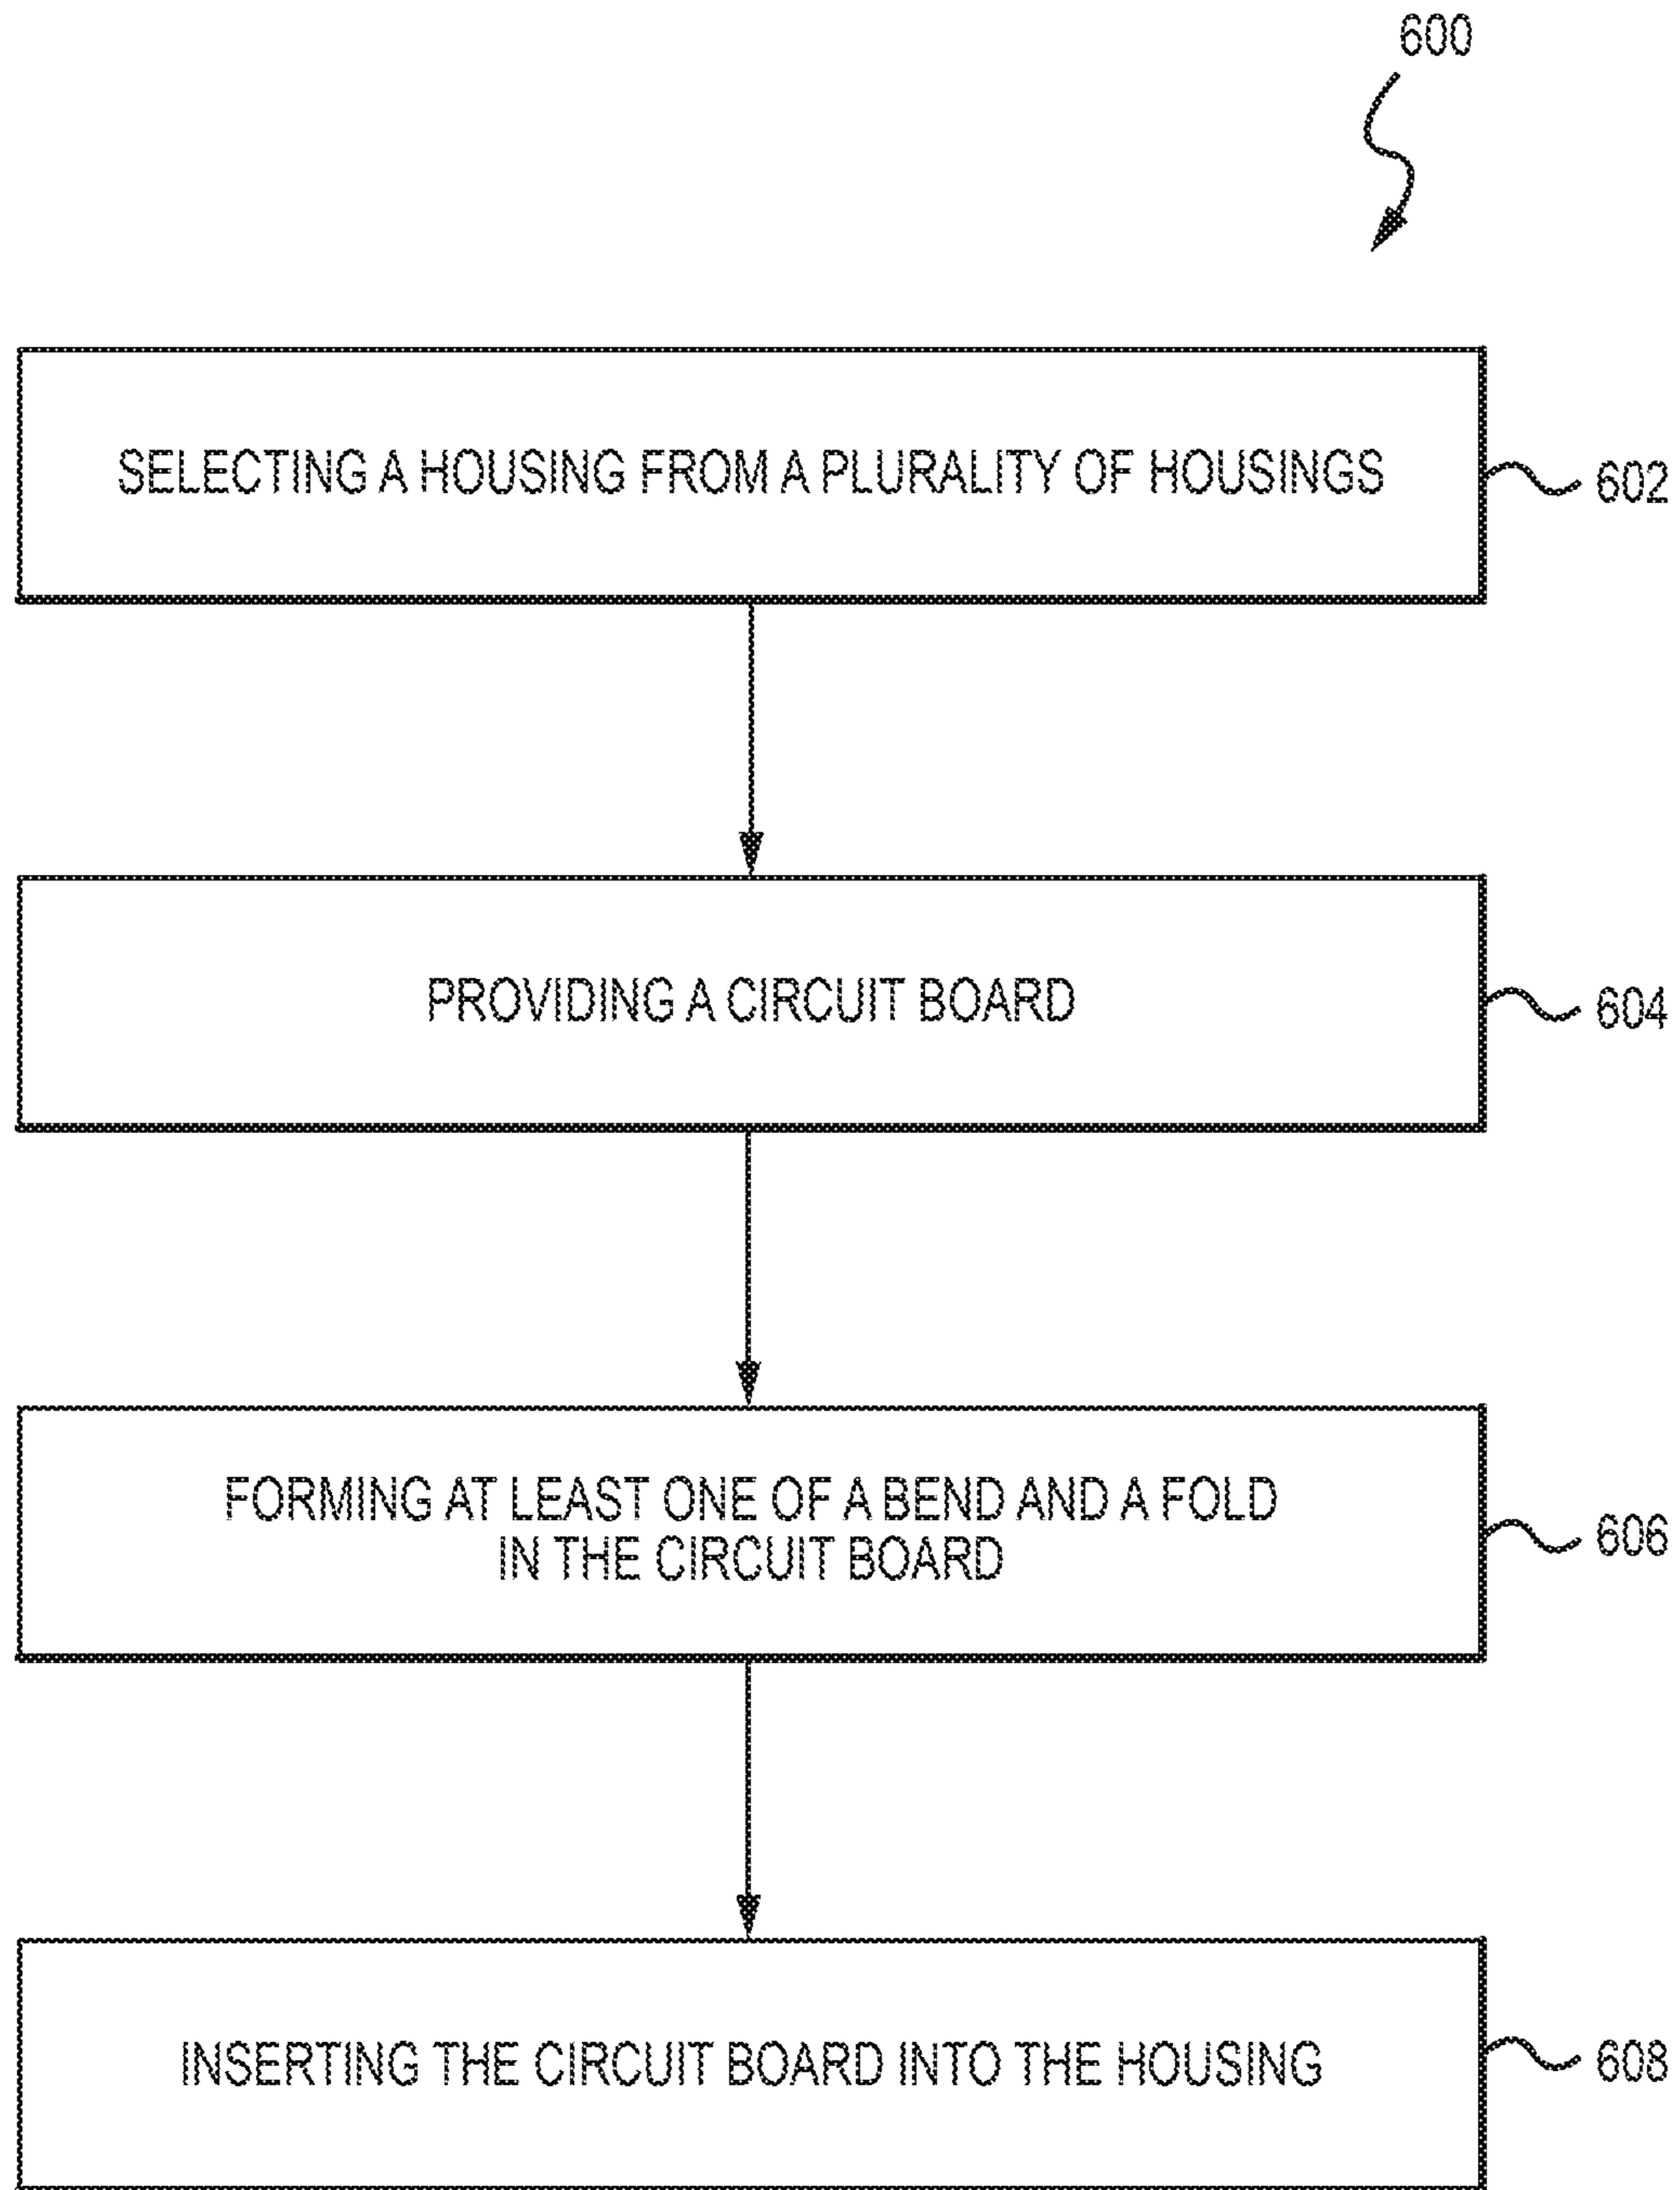 600
SELECTING A HOUSING FROM A PLURALITY OF HOUSINGS
602
PROVIDING A CIRCUIT BOARD
604
FORMING AT LEAST ONE OF A BEND AND A FOLD
IN THE CIRCUIT BOARD
606
INSERTING THE CIRCUIT BOARD INTO THE HOUSING
608